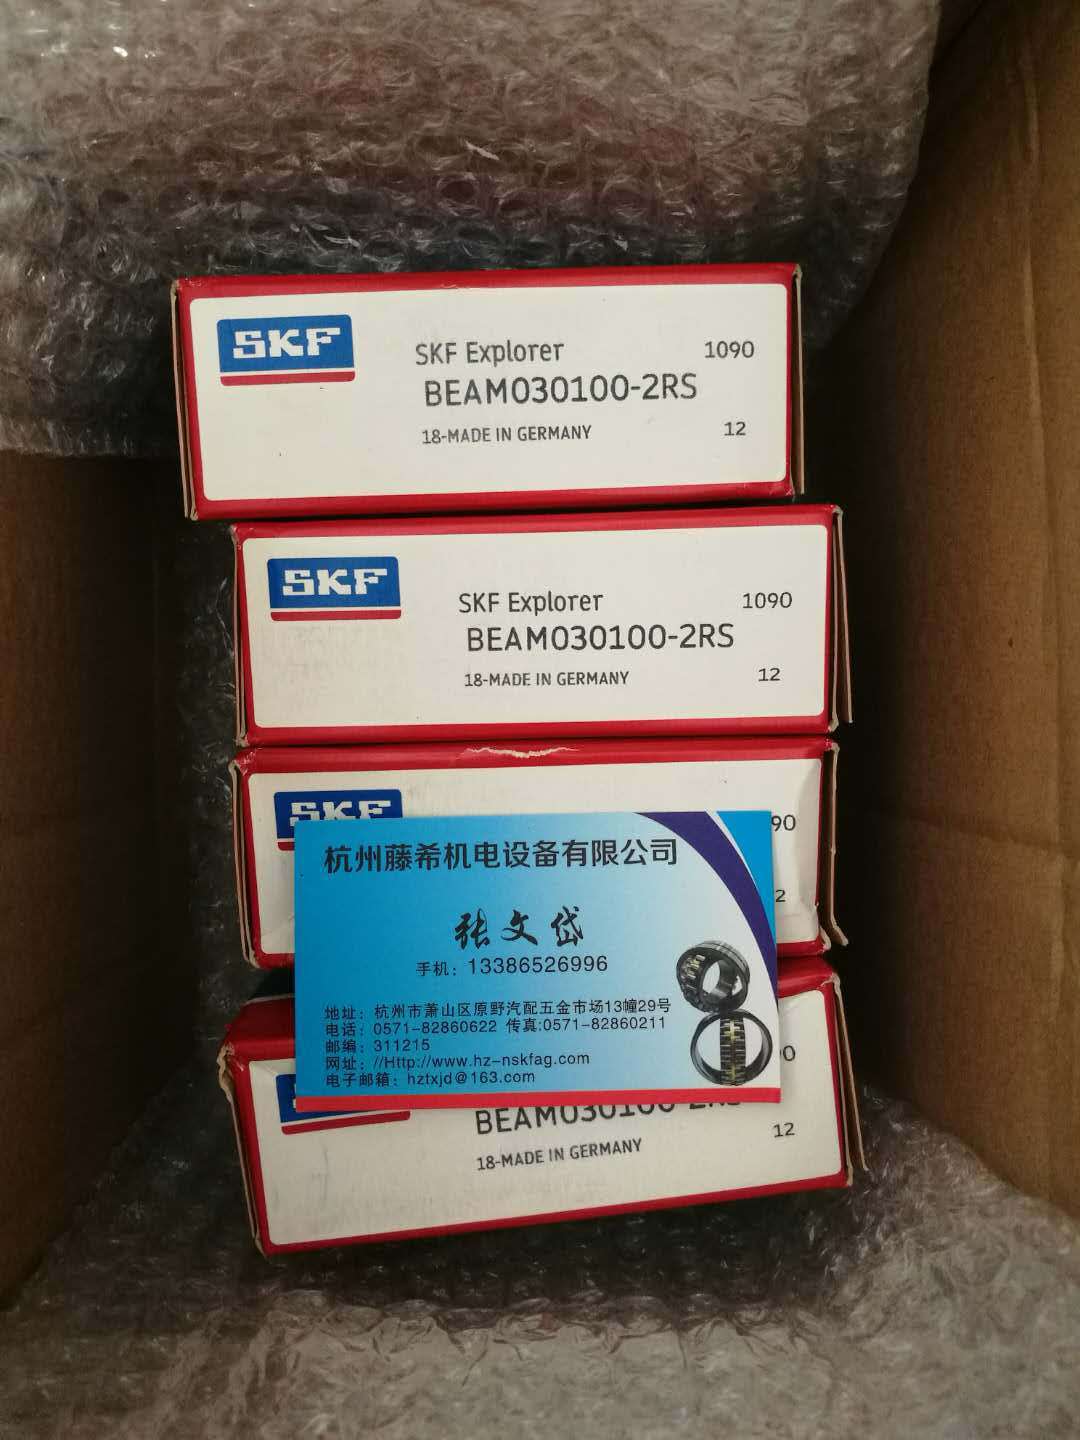 SKF
SKF Explorer
1090
BEAM030100-2RS
18-MADE IN GERMANY
12
SKF
SKF Explorer
1090
BEAM030100-2RS
18-MADE IN GERMANY
12
SKF
90
2
杭州藤希机电设备有限公司
张文岱
手机：13386526996
地址：杭州市萧山区原野汽配五金市场13幢29号
电话：0571-82860622 传真:0571-82860211
邮编：311215
网址：//Http://www.hz-nskfag.com
电子邮箱：hztxjd@163.com
0
BEAM030100-2RS
18-MADE IN GERMANY
12